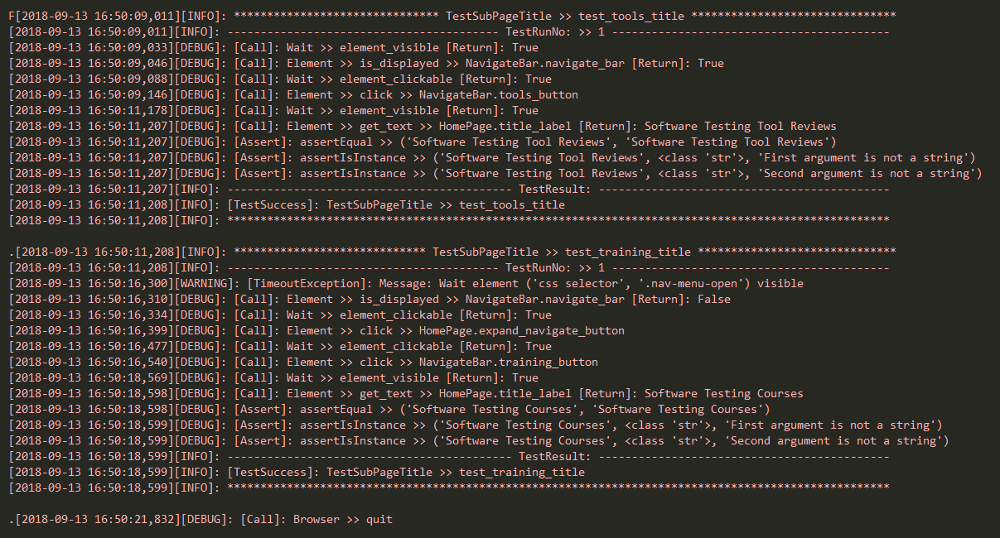 F[2018-09-13 16:50:09,011][INFO]: ******************************* TestSubPageTitle >> test_tools_title *******************************
[2018-09-13 16:50:09,011][INFO]: ----------------------------------------- TestRunNo: >> 1 ------------------------------------------
[2018-09-13 16:50:09,033][DEBUG]: [Call]: Wait >> element_visible [Return]: True
[2018-09-13 16:50:09,046][DEBUG]: [Call]: Element >> is_displayed >> NavigateBar.navigate_bar [Return]: True
[2018-09-13 16:50:09,088][DEBUG]: [Call]: Wait >> element_clickable [Return]: True
[2018-09-13 16:50:09,146][DEBUG]: [Call]: Element >> click >> NavigateBar.tools_button
[2018-09-13 16:50:11,178][DEBUG]: [Call]: Wait >> element_visible [Return]: True
[2018-09-13 16:50:11,207][DEBUG]: [Call]: Element >> get_text >> HomePage.title_label [Return]: Software Testing Tool Reviews
[2018-09-13 16:50:11,207][DEBUG]: [Assert]: assertEqual >> ('Software Testing Tool Reviews', 'Software Testing Tool Reviews')
[2018-09-13 16:50:11,207][DEBUG]: [Assert]: assertIsInstance >> ('Software Testing Tool Reviews', <class 'str'>, 'First argument is not a string')
[2018-09-13 16:50:11,207][DEBUG]: [Assert]: assertIsInstance >> ('Software Testing Tool Reviews', <class 'str'>, 'Second argument is not a string')
[2018-09-13 16:50:11,207][INFO]: ------------------------------------------- TestResult: --------------------------------------------
[2018-09-13 16:50:11,208][INFO]: [TestSuccess]: TestSubPageTitle >> test_tools_title
[2018-09-13 16:50:11,208][INFO]: ****************************************************************************************************
.[2018-09-13 16:50:11,208][INFO]: ***************************** TestSubPageTitle >> test_training_title ******************************
[2018-09-13 16:50:11,208][INFO]: ----------------------------------------- TestRunNo: >> 1 ------------------------------------------
[2018-09-13 16:50:16,300][WARNING]: [TimeoutException]: Message: Wait element ('css selector', '.nav-menu-open') visible
[2018-09-13 16:50:16,310][DEBUG]: [Call]: Element >> is_displayed >> NavigateBar.navigate_bar [Return]: False
[2018-09-13 16:50:16,334][DEBUG]: [Call]: Wait >> element_clickable [Return]: True
[2018-09-13 16:50:16,399][DEBUG]: [Call]: Element >> click >> HomePage.expand_navigate_button
[2018-09-13 16:50:16,477][DEBUG]: [Call]: Wait >> element_clickable [Return]: True
[2018-09-13 16:50:16,540][DEBUG]: [Call]: Element >> click >> NavigateBar.training_button
[2018-09-13 16:50:18,569][DEBUG]: [Call]: Wait >> element_visible [Return]: True
[2018-09-13 16:50:18,598][DEBUG]: [Call]: Element >> get_text >> HomePage.title_label [Return]: Software Testing Courses
[2018-09-13 16:50:18,598][DEBUG]: [Assert]: assertEqual >> ('Software Testing Courses', 'Software Testing Courses')
[2018-09-13 16:50:18,599][DEBUG]: [Assert]: assertIsInstance >> ('Software Testing Courses', <class 'str'>, 'First argument is not a string')
[2018-09-13 16:50:18,599][DEBUG]: [Assert]: assertIsInstance >> ('Software Testing Courses', <class 'str'>, 'Second argument is not a string')
[2018-09-13 16:50:18,599][INFO]: ------------------------------------------- TestResult: --------------------------------------------
[2018-09-13 16:50:18,599][INFO]: [TestSuccess]: TestSubPageTitle >> test_training_title
[2018-09-13 16:50:18,599][INFO]: ****************************************************************************************************
.[2018-09-13 16:50:21,832][DEBUG]: [Call]: Browser >> quit